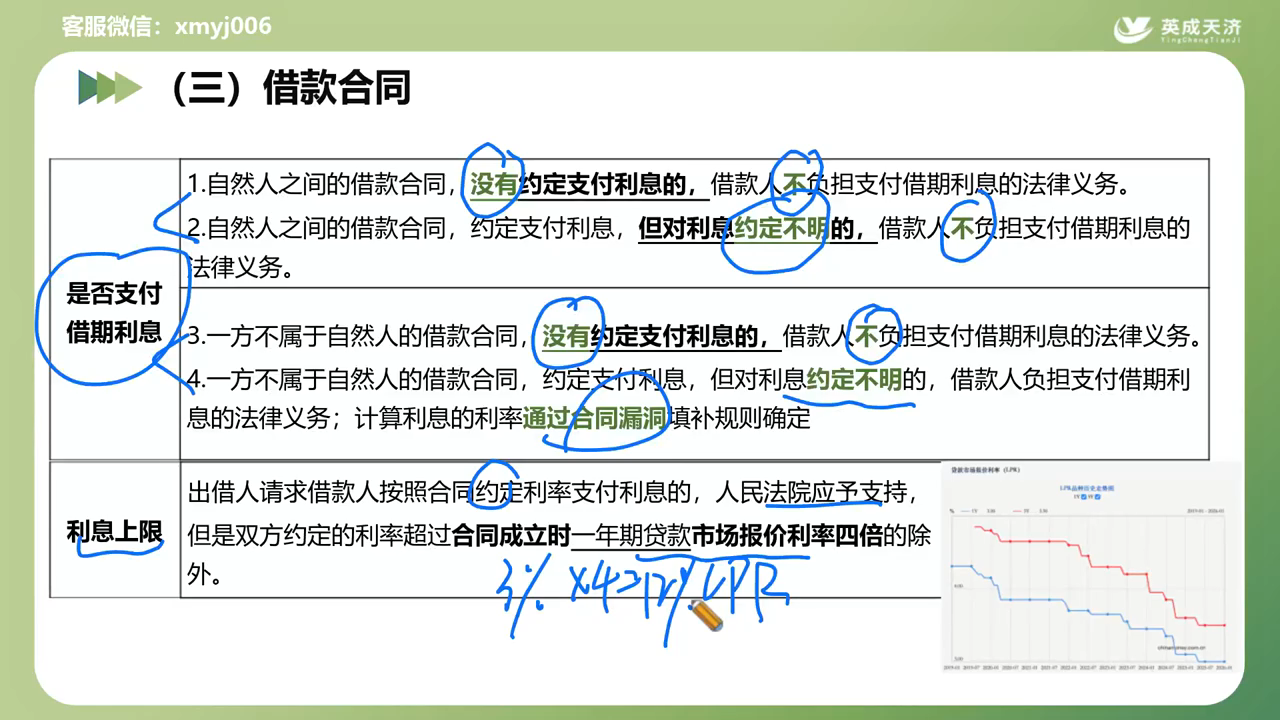 客服微信：xmyj006
英成天济
YingChengTianJi
（三）借款合同
1.自然人之间的借款合同，没有约定支付利息的，借款人不负担支付借期利息的法律义务。
2.自然人之间的借款合同，约定支付利息，但对利息约定不明的，借款人不负担支付借期利息的
法律义务。
是否支付
借期利息
3.一方不属于自然人的借款合同，没有约定支付利息的，借款人不负担支付借期利息的法律义务。
4.一方不属于自然人的借款合同，约定支付利息，但对利息约定不明的，借款人负担支付借期利
息的法律义务；计算利息的利率通过合同漏洞填补规则确定
利息上限
出借人请求借款人按照合同约定利率支付利息的，人民法院应予支持，
但是双方约定的利率超过合同成立时一年期贷款市场报价利率四倍的除
外。
3% ×4=12% LPR
贷款市场报价利率（LPR）
LPR品种历史走势图